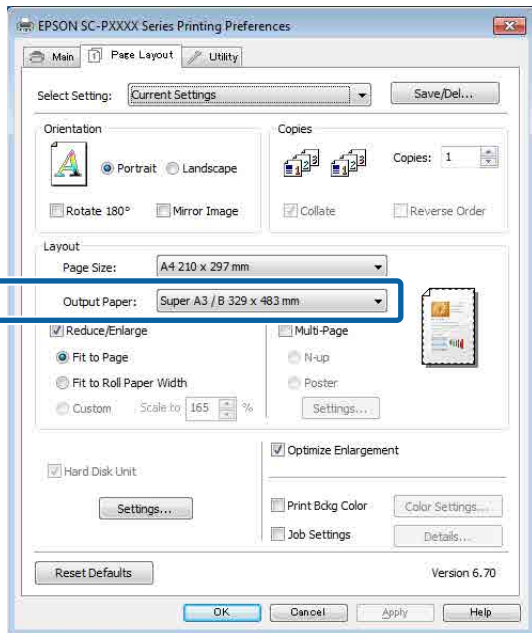 EPSON SC-PXXXX Series Printing Preferences
Main Page Layout Utility
Select Setting: Current Settings Save/Del...
Orientation
Portrait Landscape
Rotate 180° Mirror Image
Copies
Copies: 1
Collate Reverse Order
Layout
Page Size: A4 210 x 297 mm
Output Paper: Super A3 / B 329 x 483 mm
Reduce/Enlarge
Fit to Page
Fit to Roll Paper Width
Custom Scale to 165 %
Multi-Page
N-up
Poster
Settings...
Hard Disk Unit
Settings...
Optimize Enlargement
Print Bckg Color Color Settings...
Job Settings Details...
Reset Defaults Version 6.70
OK Cancel Apply Help